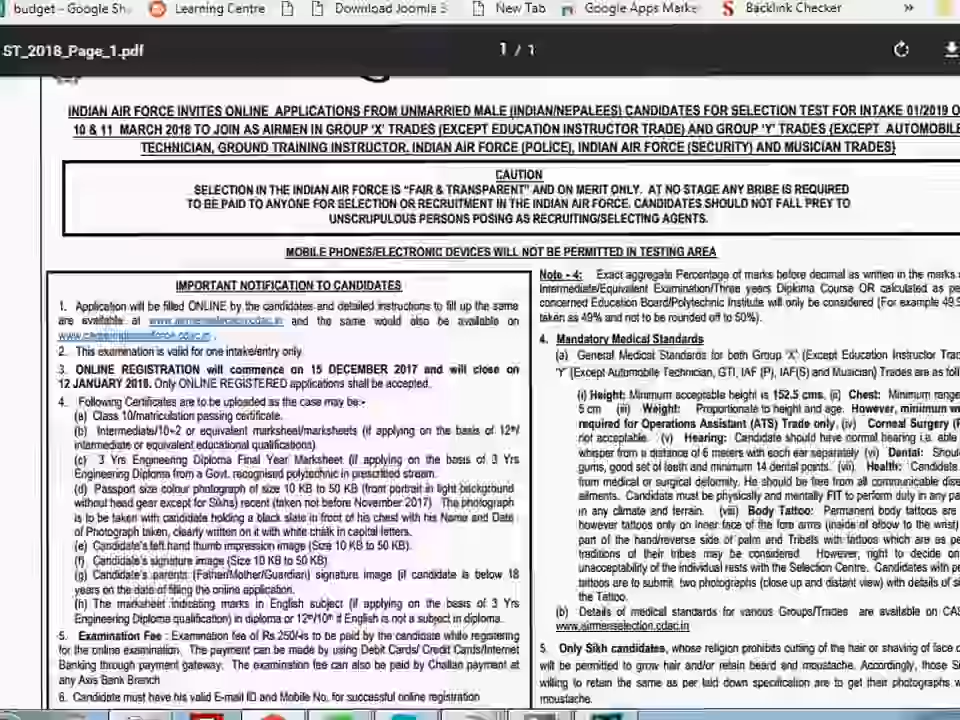 budget - Google Sh
Learning Centre
Download Joomla 3
New Tab
Google Apps Marke
Backlink Checker
»
ST_2018_Page_1.pdf
1 / 1
INDIAN AIR FORCE INVITES ONLINE APPLICATIONS FROM UNMARRIED MALE (INDIAN/NEPALEES) CANDIDATES FOR SELECTION TEST FOR INTAKE 01/2019 O
10 & 11 MARCH 2018 TO JOIN AS AIRMEN IN GROUP 'X' TRADES (EXCEPT EDUCATION INSTRUCTOR TRADE) AND GROUP 'Y' TRADES (EXCEPT AUTOMOBILE
TECHNICIAN, GROUND TRAINING INSTRUCTOR, INDIAN AIR FORCE (POLICE), INDIAN AIR FORCE (SECURITY) AND MUSICIAN TRADES)
CAUTION
SELECTION IN THE INDIAN AIR FORCE IS "FAIR & TRANSPARENT" AND ON MERIT ONLY. AT NO STAGE ANY BRIBE IS REQUIRED
TO BE PAID TO ANYONE FOR SELECTION OR RECRUITMENT IN THE INDIAN AIR FORCE. CANDIDATES SHOULD NOT FALL PREY TO
UNSCRUPULOUS PERSONS POSING AS RECRUITING/SELECTING AGENTS.
MOBILE PHONES/ELECTRONIC DEVICES WILL NOT BE PERMITTED IN TESTING AREA
IMPORTANT NOTIFICATION TO CANDIDATES
1. Application will be filled ONLINE by the candidates and detailed instructions to fill up the same
are available at www.airmenselection.cdac.in and the same would also be available on
www.careerindianairforce.cdac.in .
2. This examination is valid for one intake/entry only.
3. ONLINE REGISTRATION will commence on 15 DECEMBER 2017 and will close on
12 JANUARY 2018. Only ONLINE REGISTERED applications shall be accepted.
4. Following Certificates are to be uploaded as the case may be:-
(a) Class 10/matriculation passing certificate.
(b) Intermediate/10+2 or equivalent marksheet/marksheets (if applying on the basis of 12th/
intermediate or equivalent educational qualifications)
(c) 3 Yrs Engineering Diploma Final Year Marksheet (if applying on the basis of 3 Yrs
Engineering Diploma from a Govt. recognised polytechnic in prescribed stream.
(d) Passport size colour photograph of size 10 KB to 50 KB (from portrait in light background
without head gear except for Sikhs) recent (taken not before November 2017) The photograph
is to be taken with candidate holding a black slate in front of his chest with his Name and Date
of Photograph taken, clearly written on it with white chalk in capital letters.
(e) Candidate's left hand thumb impression image (Size 10 KB to 50 KB).
(f) Candidate's signature image (Size 10 KB to 50 KB)
(g) Candidate's parents (Father/Mother/Guardian) signature image (if candidate is below 18
years on the date of filling the online application.
(h) The marksheet indicating marks in English subject (if applying on the basis of 3 Yrs
Engineering Diploma qualification) in diploma or 12th/10th if English is not a subject in diploma.
5. Examination Fee : Examination fee of Rs.250/-is to be paid by the candidate while registering
for the online examination. The payment can be made by using Debit Cards/ Credit Cards/Internet
Banking through payment gateway. The examination fee can also be paid by Challan payment at
any Axis Bank Branch
6. Candidate must have his valid E-mail ID and Mobile No. for successful online registration
Note - 4: Exact aggregate Percentage of marks before decimal as written in the marks
Intermediate/Equivalent Examination/Three years Diploma Course OR calculated as pe
concerned Education Board/Polytechnic Institute will only be considered (For example 49.9
taken as 49% and not to be rounded off to 50%).
4. Mandatory Medical Standards
(a) General Medical Standards for both Group 'X' (Except Education Instructor Trad
'Y' (Except Automobile Technician, GTI, IAF (P), IAF(S) and Musician) Trades are as foll
(i) Height: Minimum acceptable height is 152.5 cms. (ii) Chest: Minimum range
5 cm (iii) Weight: Proportionate to height and age. However, minimum w
required for Operations Assistant (ATS) Trade only. (iv) Corneal Surgery (P
not acceptable. (v) Hearing: Candidate should have normal hearing i.e. able
whisper from a distance of 6 meters with each ear separately (vi) Dental: Shoul
gums, good set of teeth and minimum 14 dental points. (vii) Health: Candidate
from medical or surgical deformity. He should be free from all communicable dise
ailments. Candidate must be physically and mentally FIT to perform duty in any pa
in any climate and terrain. (viii) Body Tattoo: Permanent body tattoos are
however tattoos only on inner face of the fore arms (inside of elbow to the wrist)
part of the hand/reverse side of palm and Tribals with tattoos which are as pe
traditions of their tribes may be considered However, right to decide on
unacceptability of the individual rests with the Selection Centre. Candidates with pe
tattoos are to submit two photographs (close up and distant view) with details of si
the Tattoo.
(b) Details of medical standards for various Groups/Trades are available on CAS
www.airmenselection.cdac.in
5. Only Sikh candidates, whose religion prohibits cutting of the hair or shaving of face o
will be permitted to grow hair and/or retain beard and moustache. Accordingly, those Si
willing to retain the same as per laid down specification are to get their photographs w
moustache.